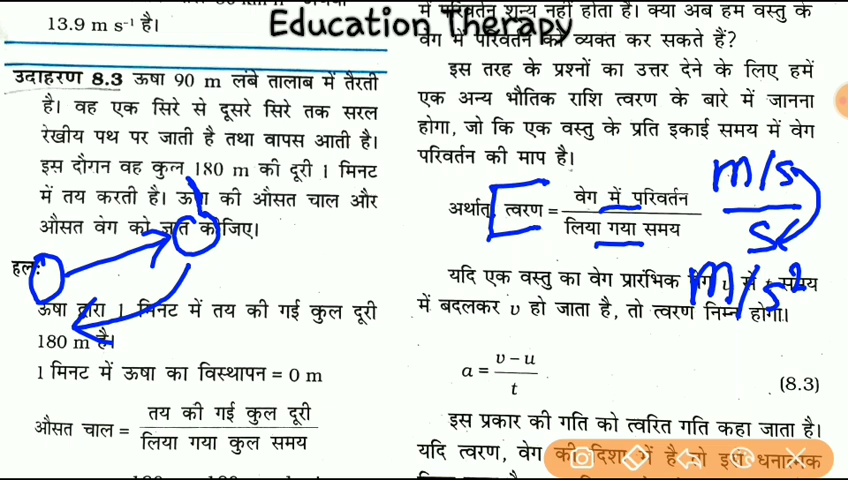 Education Therapy
13.9 m s⁻¹ है।
उदाहरण 8.3 ऊषा 90 m लंबे तालाब में तैरती
है। वह एक सिरे से दूसरे सिरे तक सरल
रेखीय पथ पर जाती है तथा वापस आती है।
इस दौरान वह कुल 180 m की दूरी 1 मिनट
में तय करती है। ऊषा की औसत चाल और
औसत वेग को ज्ञात कीजिए।
हलः
ऊषा द्वारा 1 मिनट में तय की गई कुल दूरी
180 m है।
1 मिनट में ऊषा का विस्थापन = 0 m
औसत चाल = तय की गई कुल दूरी
लिया गया कुल समय
में परिवर्तन शून्य नहीं होता है। क्या अब हम वस्तु के
वेग में परिवर्तन को व्यक्त कर सकते हैं?
इस तरह के प्रश्नों का उत्तर देने के लिए हमें
एक अन्य भौतिक राशि त्वरण के बारे में जानना
होगा, जो कि एक वस्तु के प्रति इकाई समय में वेग
परिवर्तन की माप है।
अर्थात् त्वरण = वेग में परिवर्तन
लिया गया समय
m/s
s
m/s²
यदि एक वस्तु का वेग प्रारंभिक वेग u से t समय
में बदलकर v हो जाता है, तो त्वरण निम्न होगा।
a = v – u
t
(8.3)
इस प्रकार की गति को त्वरित गति कहा जाता है।
यदि त्वरण, वेग की दिशा में है तो इसे धनात्मक